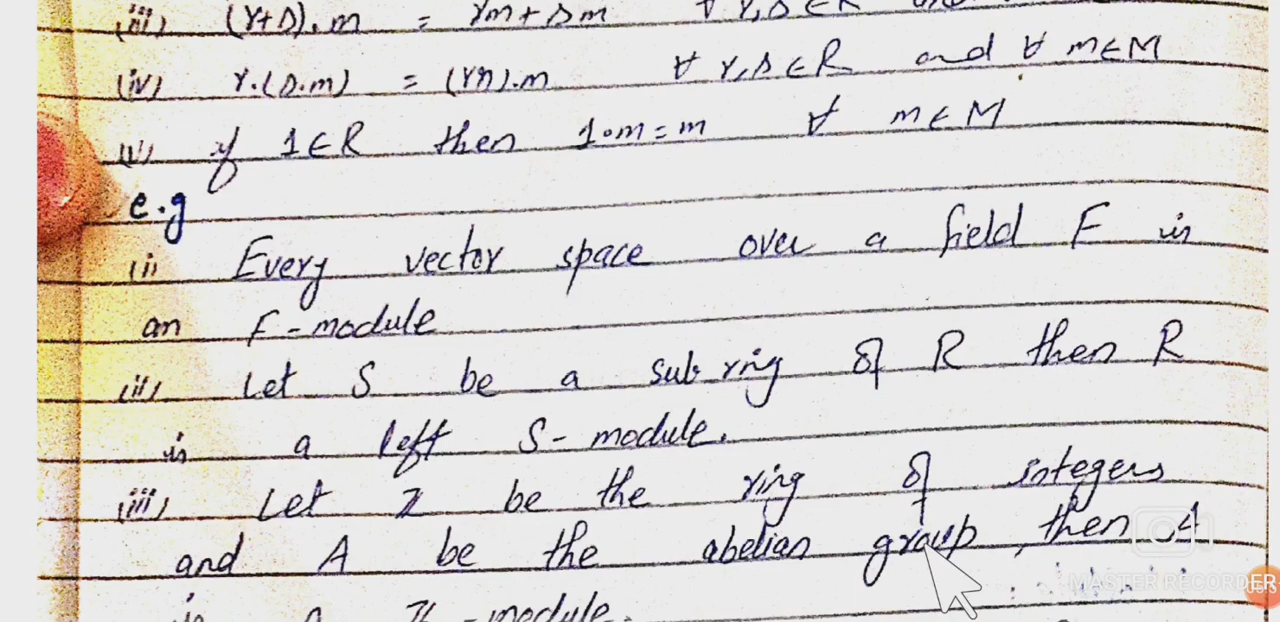 (iii) (r+s).m = rm+sm ∀ r,s∈R
(iv) r.(s.m) = (rs).m ∀ r,s∈R and ∀ m∈M
(v) if 1∈R then 1.m=m ∀ m∈M
e.g
(i) Every vector space over a field F is
an F-module
(ii) Let S be a sub ring of R then R
is a left S-module.
(iii) Let Z be the ring of integers
and A be the abelian group, then A
is a Z-module.
MASTER RECORDER